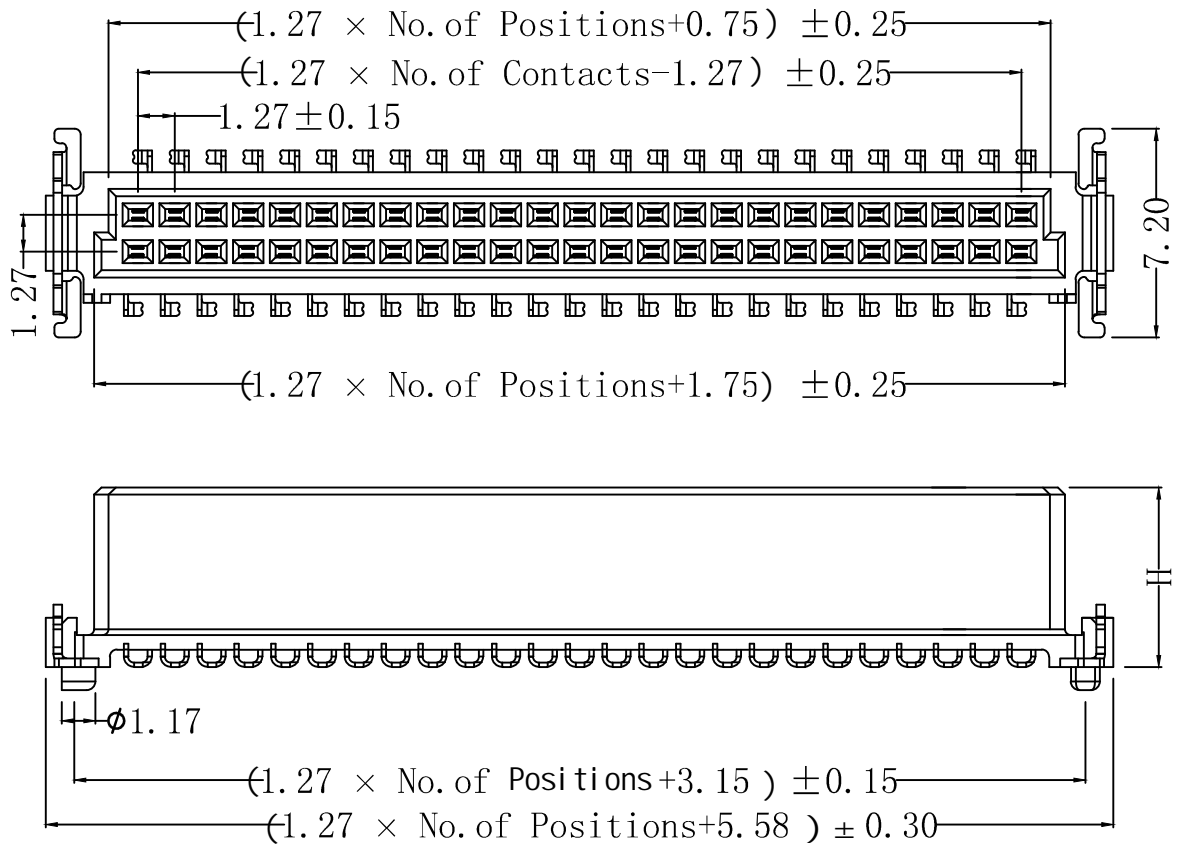 (1.27 × No.of Positions+0.75) ±0.25
(1.27 × No.of Contacts-1.27) ±0.25
1.27±0.15
1.27
7.20
(1.27 × No.of Positions+1.75) ±0.25
H
ϕ1.17
(1.27 × No.of Positions+3.15) ±0.15
(1.27 × No.of Positions+5.58) ±0.30